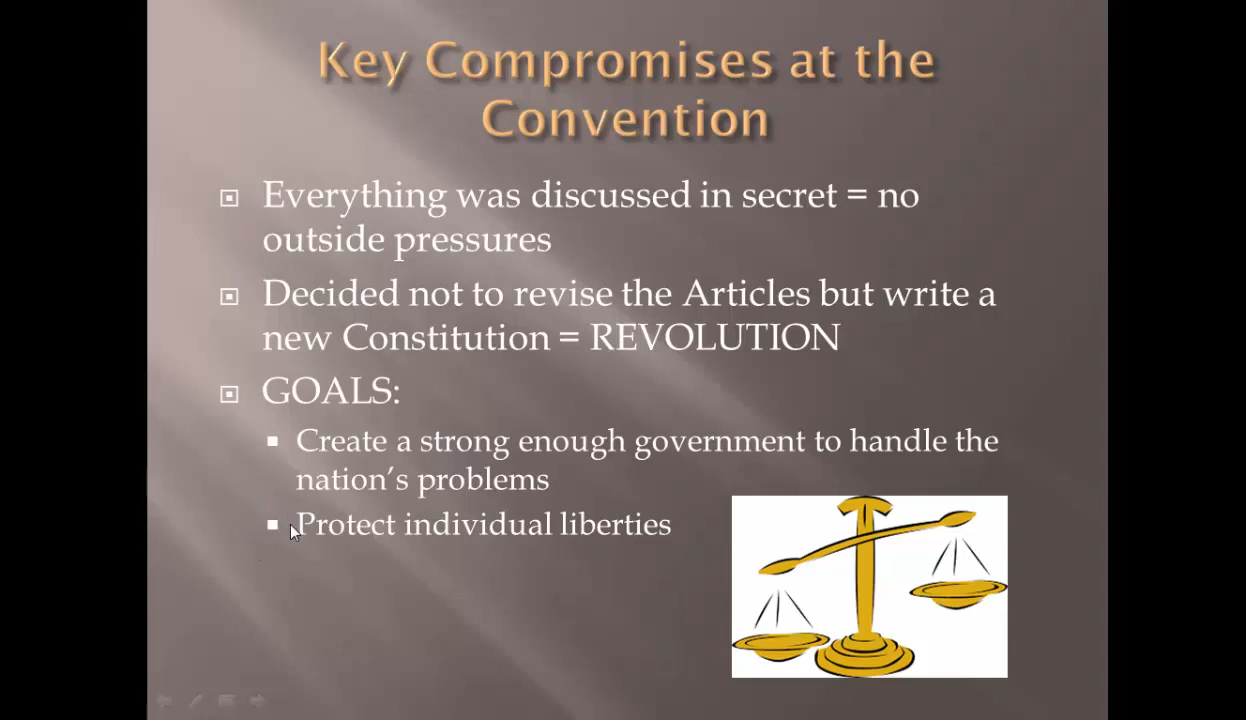 Key Compromises at the
Convention
Everything was discussed in secret = no
outside pressures
Decided not to revise the Articles but write a
new Constitution = REVOLUTION
GOALS:
Create a strong enough government to handle the
nation’s problems
Protect individual liberties